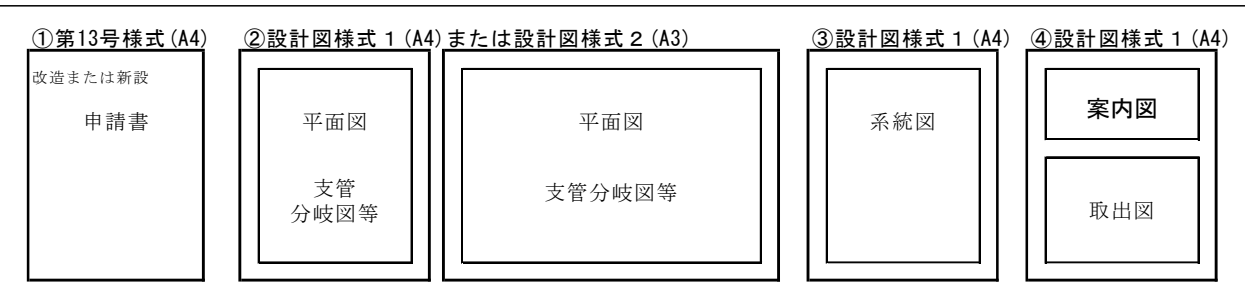 ①第13号様式(A4)
②設計図様式１(A4)または設計図様式２(A3)
③設計図様式１(A4)
④設計図様式１(A4)
改造または新設
申請書
平面図
支管
分岐図等
平面図
支管分岐図等
系統図
案内図
取出図